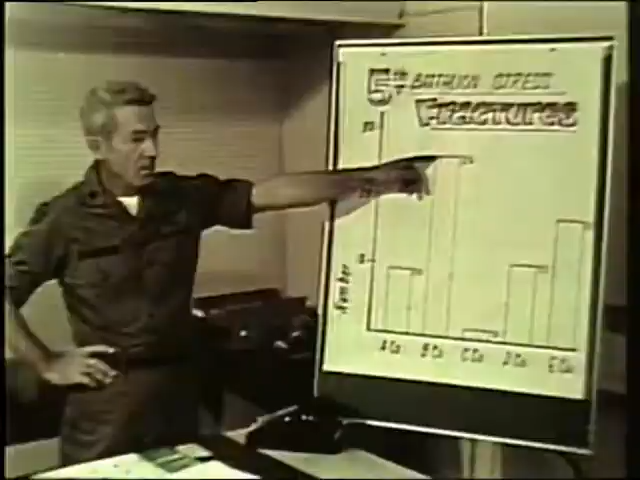 5th BATTALION STRESS
Fractures
Number
A Co B Co C Co D Co E Co